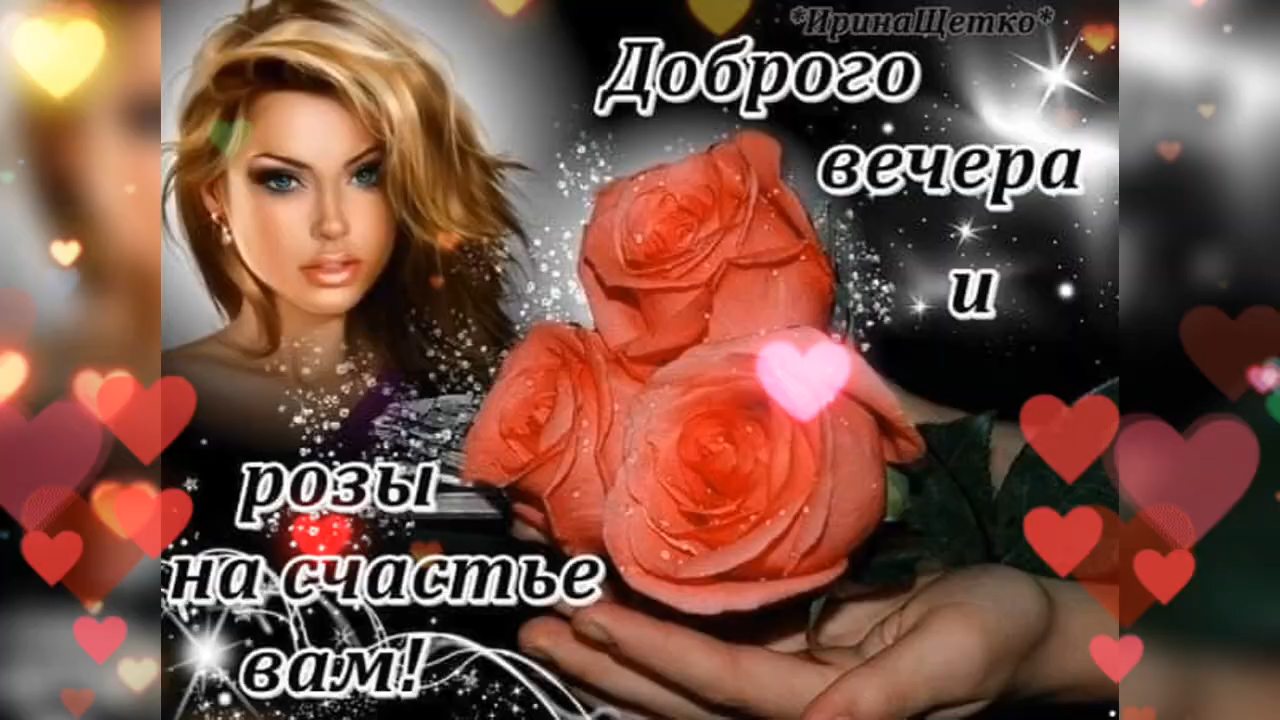 *ИринаЩетко*
Доброго
вечера
и
розы
на счастье
вам!